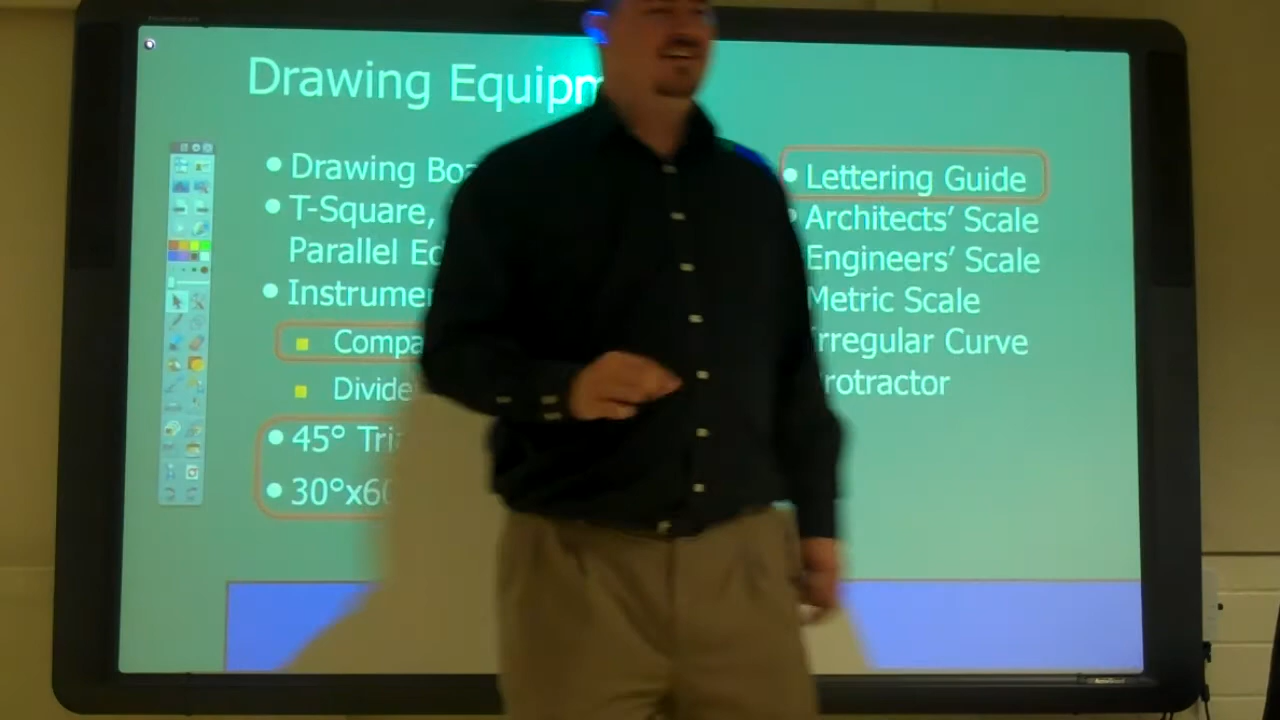 Drawing Equipm
Drawing Boa
T-Square,
Parallel Ed
Instrumen
Compa
Divide
45° Tri
30°x60
Lettering Guide
Architects' Scale
Engineers' Scale
Metric Scale
rregular Curve
rotractor